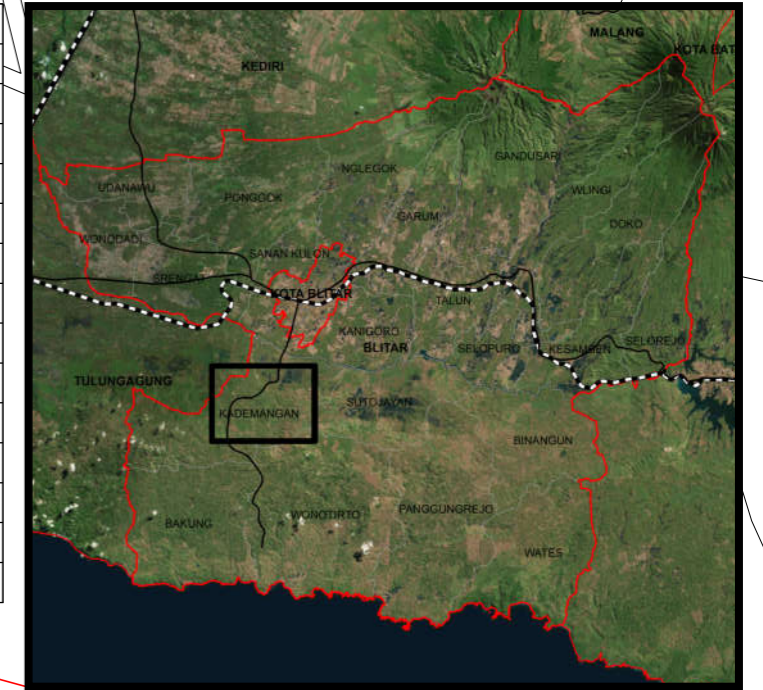 MALANG
KOTA BAT
KEDIRI
GANDUSARI
NGLEGOK
UDANAWU
WLINGI
PONGGOK
GARUM
DOKO
WONODADI
SANAN KULON
SRENGAT
KOTA BLITAR
TALUN
KANIGORO
SELOREJO
BLITAR
SELOPURO
KESAMBEN
TULUNGAGUNG
SUTOJAYAN
KADEMANGAN
BINANGUN
PANGGUNGREJO
WONOTIRTO
BAKUNG
WATES